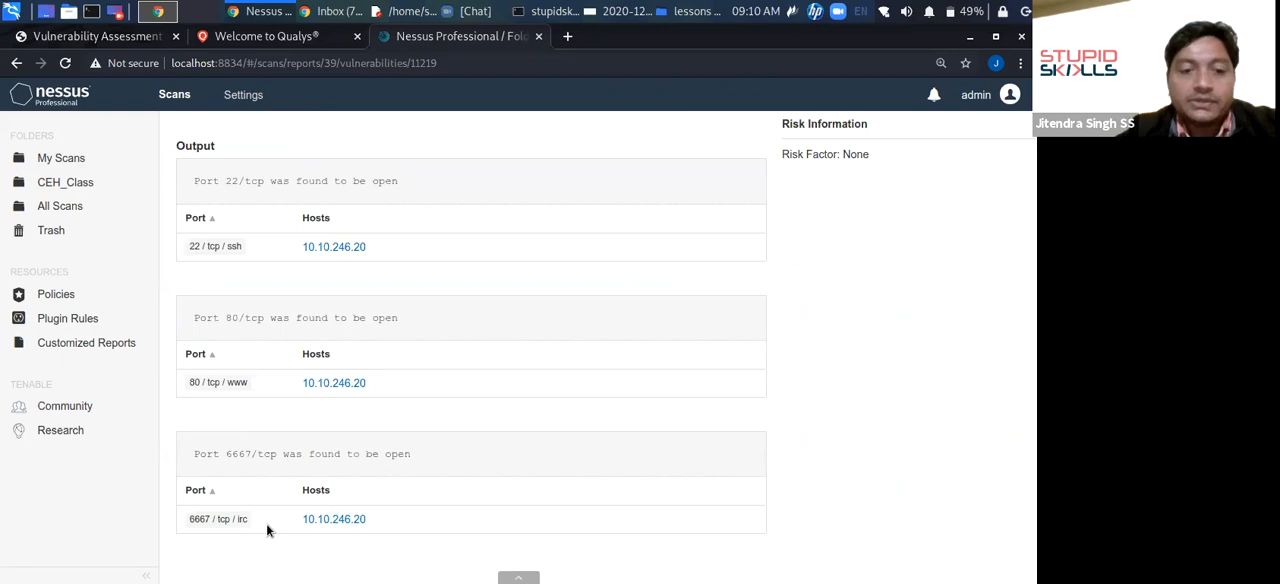 Nessus ...
Inbox (7...
/home/s...
[Chat]
stupidsk...
2020-12...
lessons ...
09:10 AM
EN
49%
Vulnerability Assessment
Welcome to Qualys®
Nessus Professional / Fold
Not secure
localhost:8834/#/scans/reports/39/vulnerabilities/11219
J
nessus
Professional
Scans
Settings
admin
FOLDERS
My Scans
CEH_Class
All Scans
Trash
RESOURCES
Policies
Plugin Rules
Customized Reports
TENABLE
Community
Research
Output
Port 22/tcp was found to be open
Port Hosts
22 / tcp / ssh 10.10.246.20
Port 80/tcp was found to be open
Port Hosts
80 / tcp / www 10.10.246.20
Port 6667/tcp was found to be open
Port Hosts
6667 / tcp / irc 10.10.246.20
Risk Information
Risk Factor: None
STUPID
SKILLS
Jitendra Singh SS